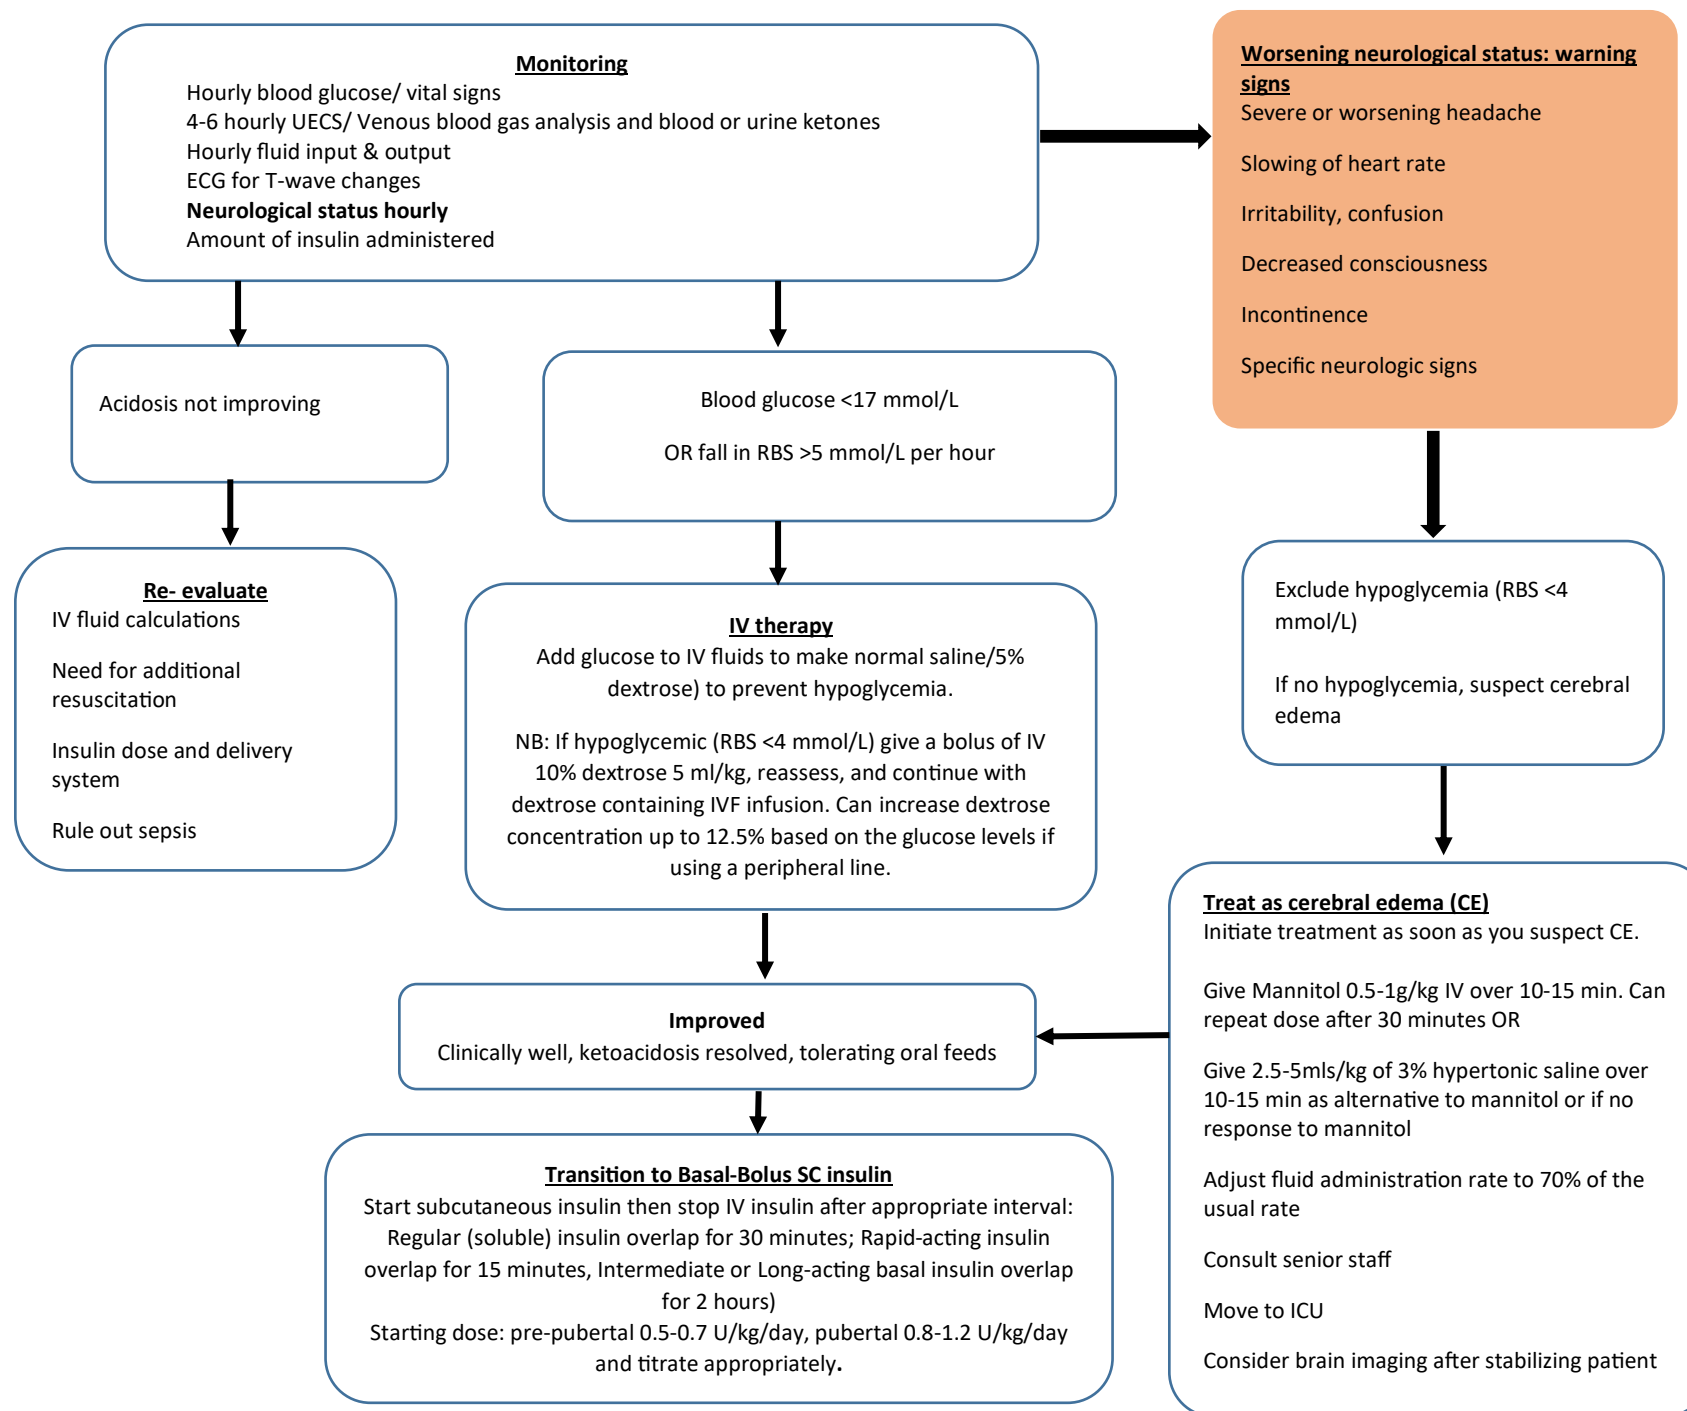 Monitoring
Hourly blood glucose/ vital signs
4-6 hourly UECS/ Venous blood gas analysis and blood or urine ketones
Hourly fluid input & output
ECG for T-wave changes
Neurological status hourly
Amount of insulin administered
Worsening neurological status: warning
signs
Severe or worsening headache
Slowing of heart rate
Irritability, confusion
Decreased consciousness
Incontinence
Specific neurologic signs
Acidosis not improving
Blood glucose <17 mmol/L
OR fall in RBS >5 mmol/L per hour
Re- evaluate
IV fluid calculations
Need for additional
resuscitation
Insulin dose and delivery
system
Rule out sepsis
IV therapy
Add glucose to IV fluids to make normal saline/5%
dextrose) to prevent hypoglycemia.
NB: If hypoglycemic (RBS <4 mmol/L) give a bolus of IV
10% dextrose 5 ml/kg, reassess, and continue with
dextrose containing IVF infusion. Can increase dextrose
concentration up to 12.5% based on the glucose levels if
using a peripheral line.
Exclude hypoglycemia (RBS <4
mmol/L)
If no hypoglycemia, suspect cerebral
edema
Treat as cerebral edema (CE)
Initiate treatment as soon as you suspect CE.
Give Mannitol 0.5-1g/kg IV over 10-15 min. Can
repeat dose after 30 minutes OR
Give 2.5-5mls/kg of 3% hypertonic saline over
10-15 min as alternative to mannitol or if no
response to mannitol
Adjust fluid administration rate to 70% of the
usual rate
Consult senior staff
Move to ICU
Consider brain imaging after stabilizing patient
Improved
Clinically well, ketoacidosis resolved, tolerating oral feeds
Transition to Basal-Bolus SC insulin
Start subcutaneous insulin then stop IV insulin after appropriate interval:
Regular (soluble) insulin overlap for 30 minutes; Rapid-acting insulin
overlap for 15 minutes, Intermediate or Long-acting basal insulin overlap
for 2 hours)
Starting dose: pre-pubertal 0.5-0.7 U/kg/day, pubertal 0.8-1.2 U/kg/day
and titrate appropriately.